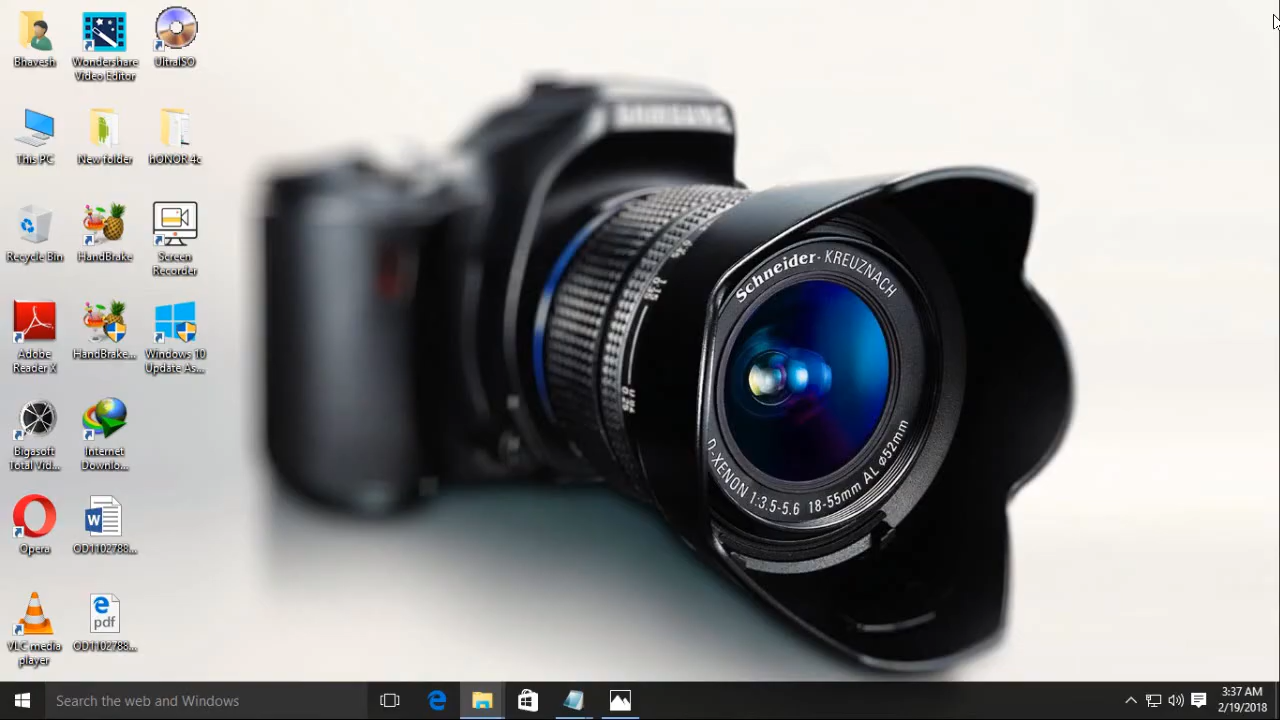 Bhavesh
Wondershare
Video Editor
UltraISO
This PC
New folder
hONOR 4c
Recycle Bin
HandBrake
Screen
Recorder
Adobe
Reader X
HandBrake...
Windows 10
Update As...
Bigasoft
Total Vid...
Internet
Downlo...
Opera
OD1102788...
VLC media
player
pdf
OD1102788...
SAMSUNG
Schneider-KREUZNACH
D-XENON 1:3.5-5.6 18-55mm AL ø52mm
Search the web and Windows
3:37 AM
2/19/2018